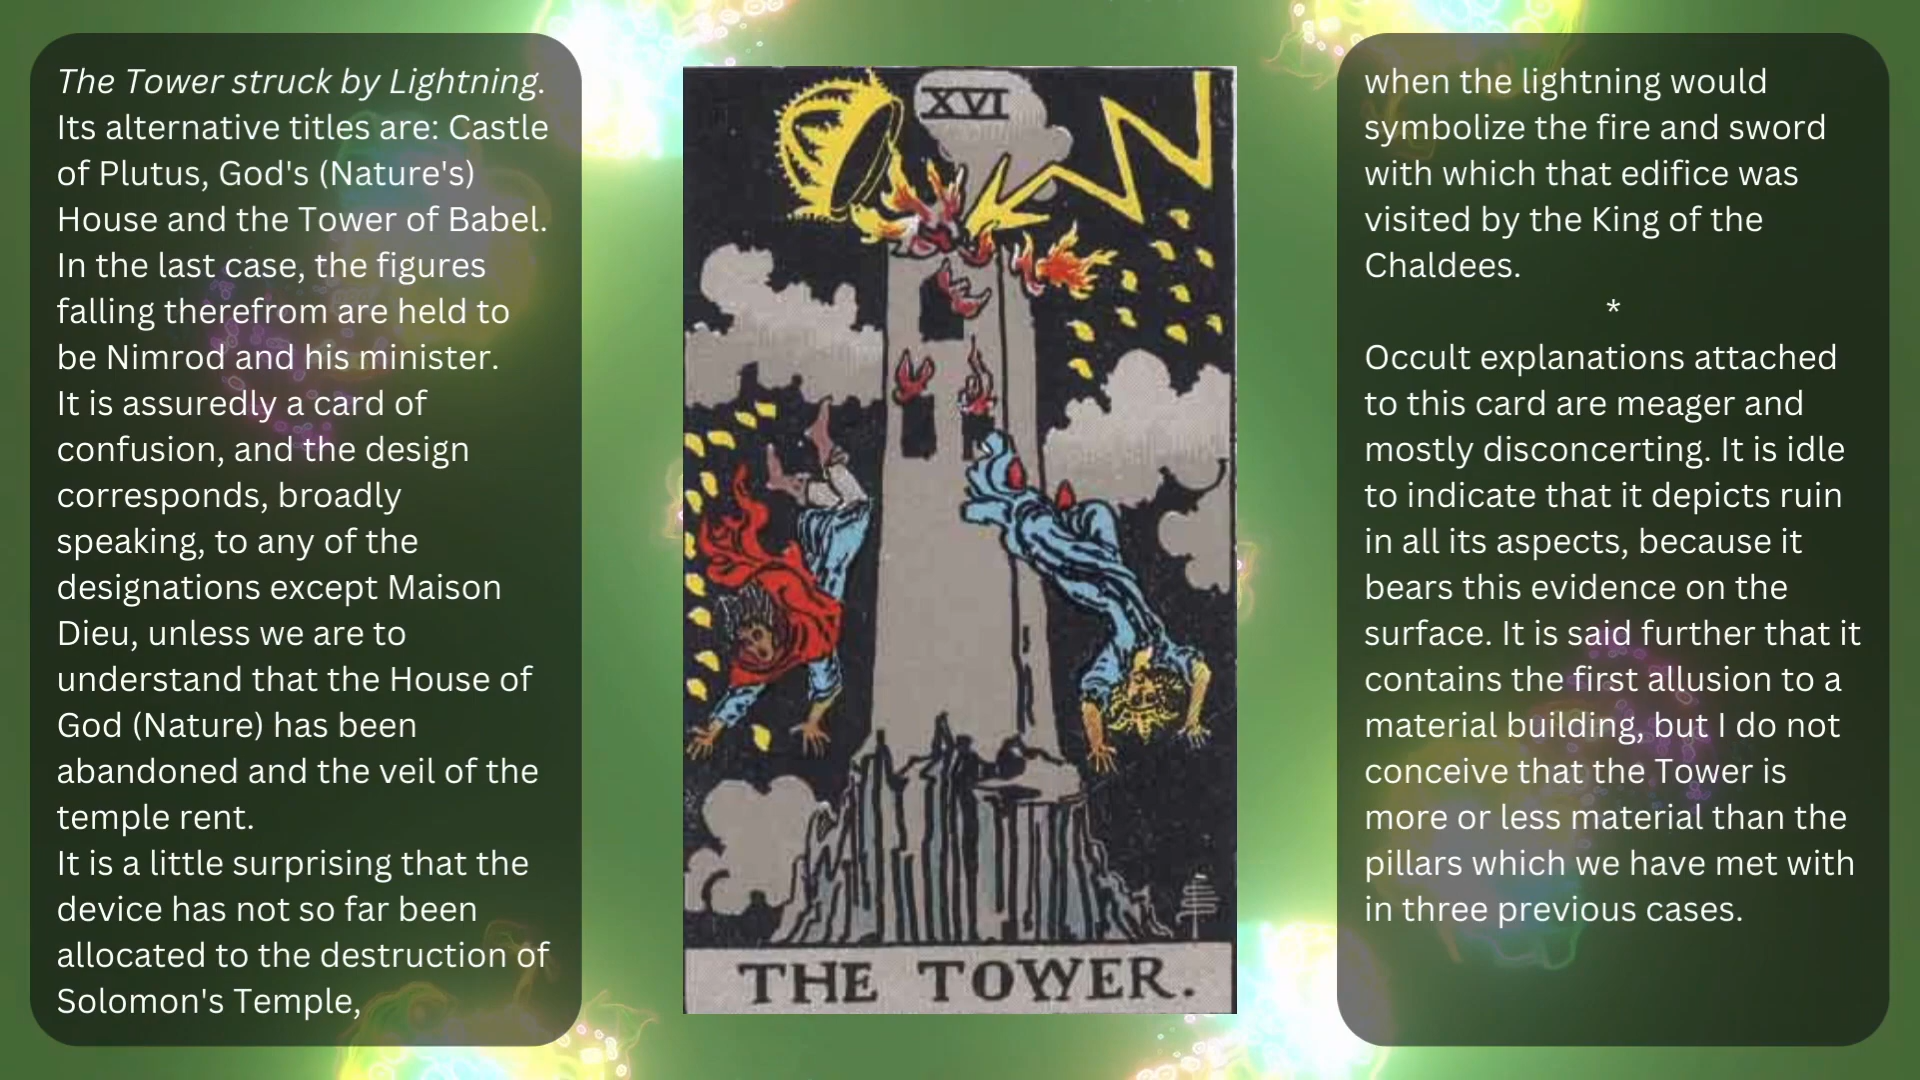 The Tower struck by Lightning.
Its alternative titles are: Castle
of Plutus, God's (Nature's)
House and the Tower of Babel.
In the last case, the figures
falling therefrom are held to
be Nimrod and his minister.
It is assuredly a card of
confusion, and the design
corresponds, broadly
speaking, to any of the
designations except Maison
Dieu, unless we are to
understand that the House of
God (Nature) has been
abandoned and the veil of the
temple rent.
It is a little surprising that the
device has not so far been
allocated to the destruction of
Solomon's Temple,
XVI
THE TOWER.
when the lightning would
symbolize the fire and sword
with which that edifice was
visited by the King of the
Chaldees.
*
Occult explanations attached
to this card are meager and
mostly disconcerting. It is idle
to indicate that it depicts ruin
in all its aspects, because it
bears this evidence on the
surface. It is said further that it
contains the first allusion to a
material building, but I do not
conceive that the Tower is
more or less material than the
pillars which we have met with
in three previous cases.